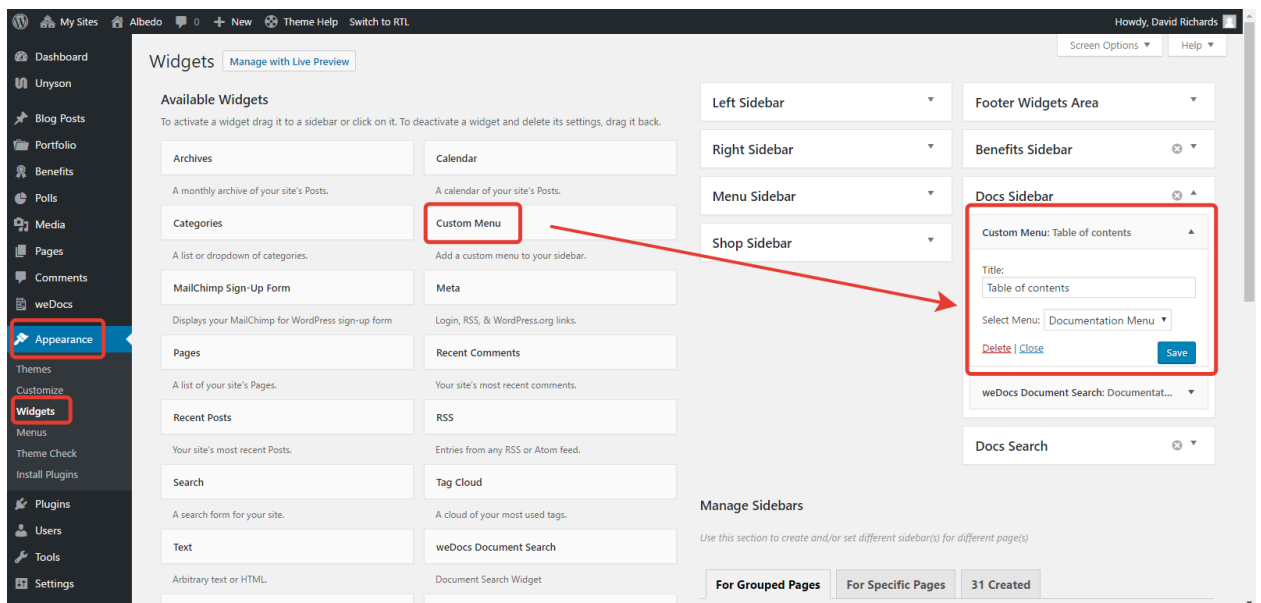 My Sites Albedo 0 New Theme Help Switch to RTL Howdy, David Richards
Screen Options Help
Dashboard
Unyson
Blog Posts
Portfolio
Benefits
Polls
Media
Pages
Comments
weDocs
Appearance
Themes
Customize
Widgets
Menus
Theme Check
Install Plugins
Plugins
Users
Tools
Settings
Widgets Manage with Live Preview
Available Widgets
To activate a widget drag it to a sidebar or click on it. To deactivate a widget and delete its settings, drag it back.
Archives
A monthly archive of your site's Posts.
Calendar
A calendar of your site's Posts.
Categories
A list or dropdown of categories.
Custom Menu
Add a custom menu to your sidebar.
MailChimp Sign-Up Form
Displays your MailChimp for WordPress sign-up form
Meta
Login, RSS, & WordPress.org links.
Pages
A list of your site's Pages.
Recent Comments
Your site's most recent comments.
Recent Posts
Your site's most recent Posts.
RSS
Entries from any RSS or Atom feed.
Search
A search form for your site.
Tag Cloud
A cloud of your most used tags.
Text
Arbitrary text or HTML.
weDocs Document Search
Document Search Widget
Left Sidebar
Right Sidebar
Menu Sidebar
Shop Sidebar
Footer Widgets Area
Benefits Sidebar
Docs Sidebar
Custom Menu: Table of contents
Title:
Table of contents
Select Menu: Documentation Menu
Delete | Close Save
weDocs Document Search: Documentat...
Docs Search
Manage Sidebars
Use this section to create and/or set different sidebar(s) for different page(s)
For Grouped Pages For Specific Pages 31 Created